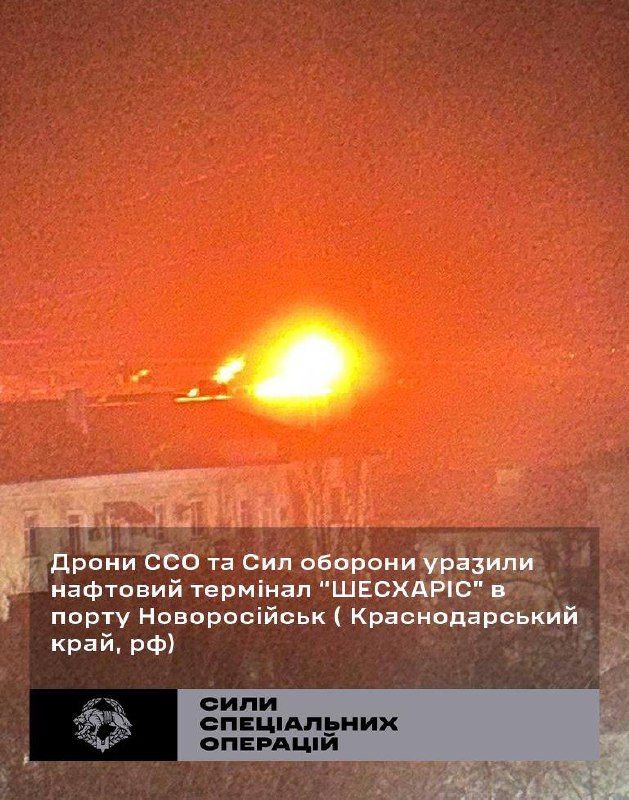 Дрони ССО та Сил оборони уразили
нафтовий термінал “ШЕСХАРІС" в
порту Новоросійськ ( Краснодарський
край, рф)
СИЛИ
СПЕЦІАЛЬНИХ
ОПЕРАЦІЙ